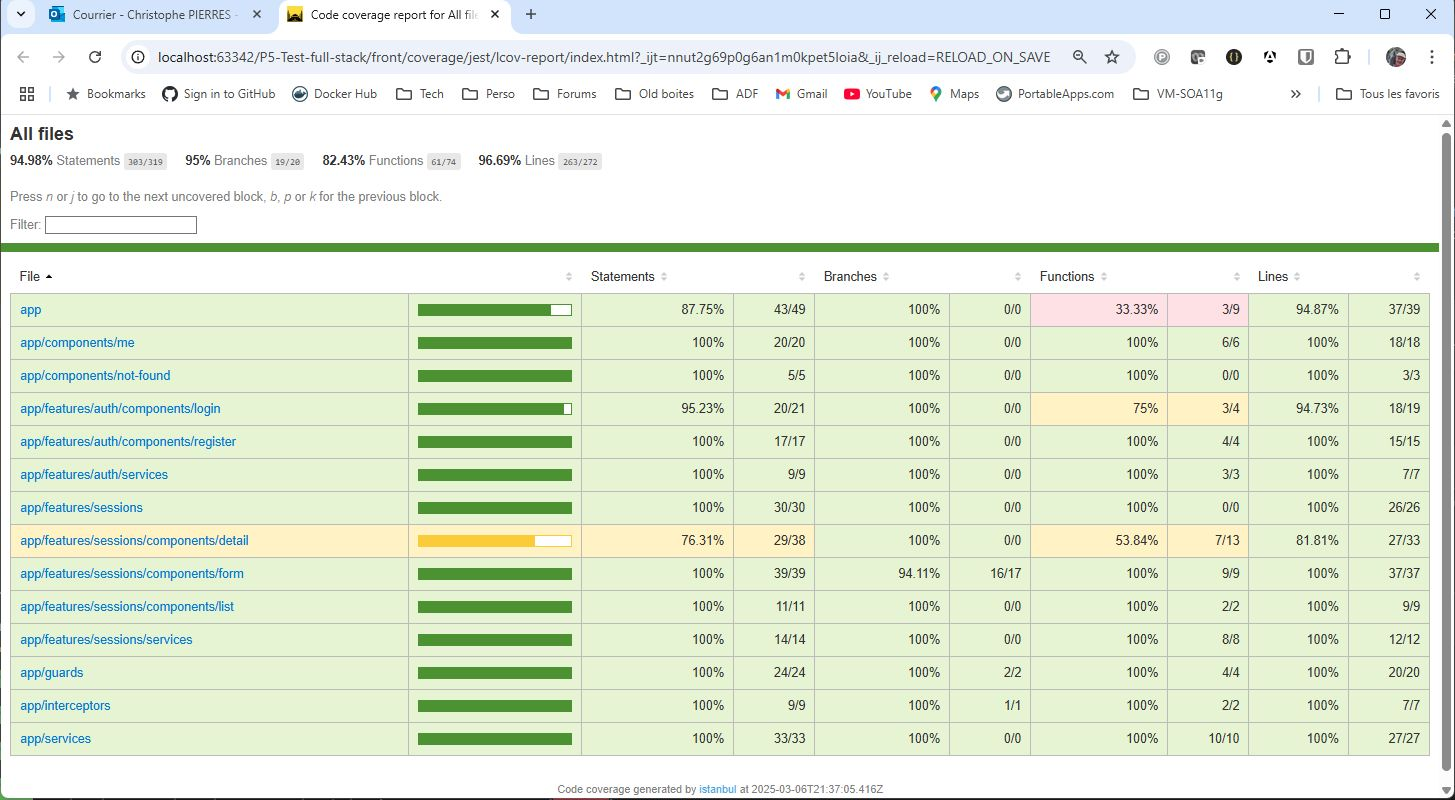 Courrier - Christophe PIERRES -
Code coverage report for All file
localhost:63342/P5-Test-full-stack/front/coverage/jest/lcov-report/index.html?_ijt=nnut2g69p0g6an1m0kpet5loia&_ij_reload=RELOAD_ON_SAVE
Bookmarks Sign in to GitHub Docker Hub Tech Perso Forums Old boites ADF Gmail YouTube Maps PortableApps.com VM-SOA11g » Tous les favoris
All files
94.98% Statements 303/319 95% Branches 19/20 82.43% Functions 61/74 96.69% Lines 263/272
Press n or j to go to the next uncovered block, b, p or k for the previous block.
Filter:
File Statements Branches Functions Lines
app 87.75% 43/49 100% 0/0 33.33% 3/9 94.87% 37/39
app/components/me 100% 20/20 100% 0/0 100% 6/6 100% 18/18
app/components/not-found 100% 5/5 100% 0/0 100% 0/0 100% 3/3
app/features/auth/components/login 95.23% 20/21 100% 0/0 75% 3/4 94.73% 18/19
app/features/auth/components/register 100% 17/17 100% 0/0 100% 4/4 100% 15/15
app/features/auth/services 100% 9/9 100% 0/0 100% 3/3 100% 7/7
app/features/sessions 100% 30/30 100% 0/0 100% 0/0 100% 26/26
app/features/sessions/components/detail 76.31% 29/38 100% 0/0 53.84% 7/13 81.81% 27/33
app/features/sessions/components/form 100% 39/39 94.11% 16/17 100% 9/9 100% 37/37
app/features/sessions/components/list 100% 11/11 100% 0/0 100% 2/2 100% 9/9
app/features/sessions/services 100% 14/14 100% 0/0 100% 8/8 100% 12/12
app/guards 100% 24/24 100% 2/2 100% 4/4 100% 20/20
app/interceptors 100% 9/9 100% 1/1 100% 2/2 100% 7/7
app/services 100% 33/33 100% 0/0 100% 10/10 100% 27/27
Code coverage generated by istanbul at 2025-03-06T21:37:05.416Z